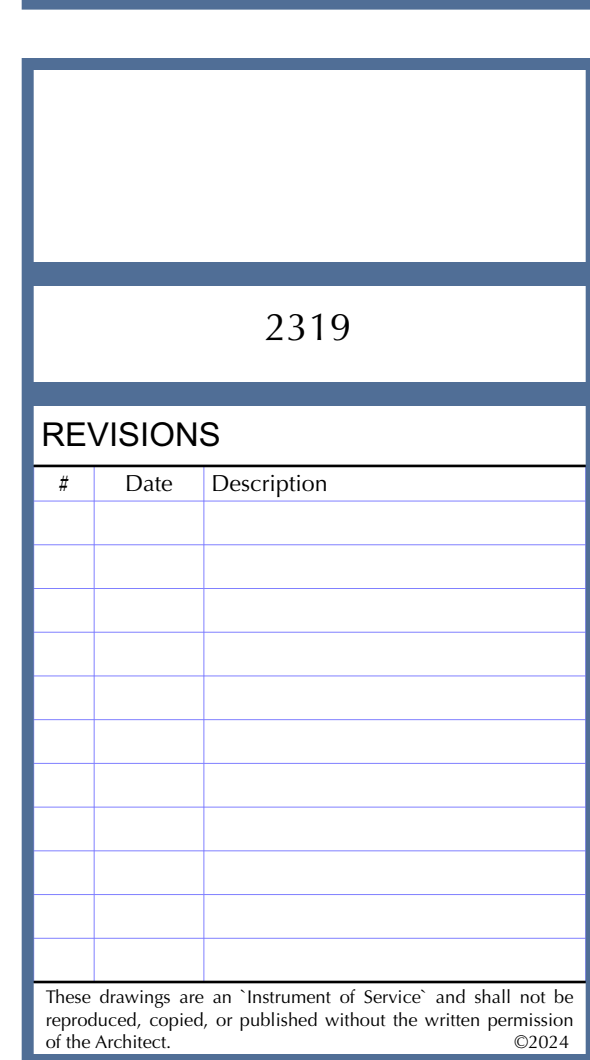 2319
REVISIONS
# Date Description
These drawings are an `Instrument of Service` and shall not be
reproduced, copied, or published without the written permission
of the Architect. ©2024